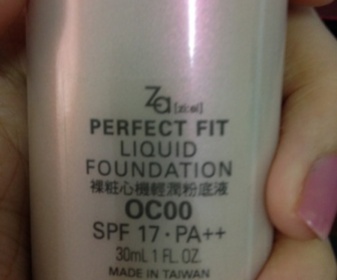 Za [zi:ei]
PERFECT FIT
LIQUID
FOUNDATION
裸粧心機輕潤粉底液
OC00
SPF 17・PA++
30mL 1 FL. OZ.
MADE IN TAIWAN